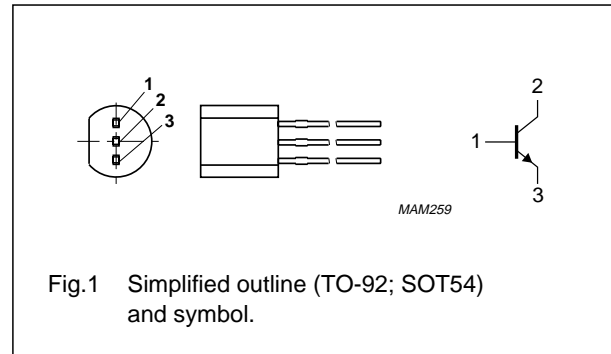 1
2
3
2
1
3
MAM259
Fig.1 Simplified outline (TO-92; SOT54)
and symbol.